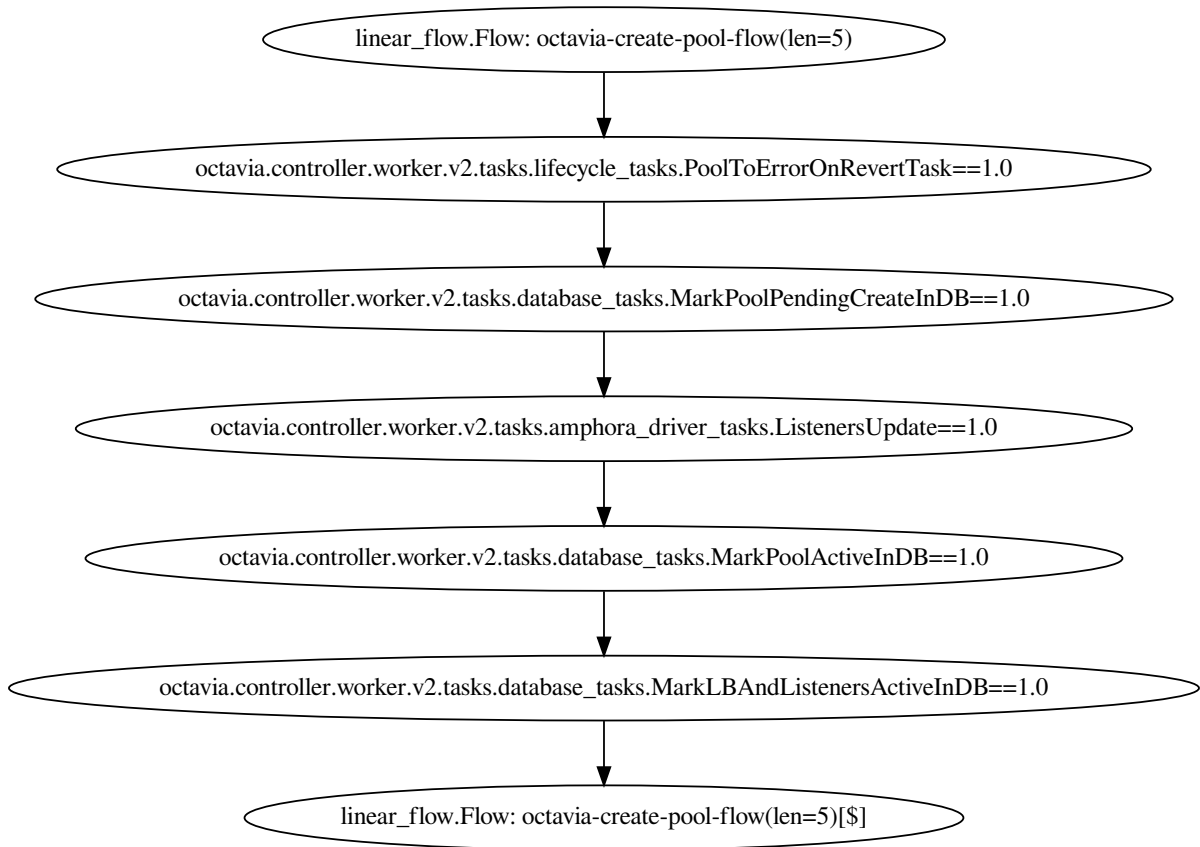 linear_flow.Flow: octavia-create-pool-flow(len=5)
octavia.controller.worker.v2.tasks.lifecycle_tasks.PoolToErrorOnRevertTask==1.0
octavia.controller.worker.v2.tasks.database_tasks.MarkPoolPendingCreateInDB==1.0
octavia.controller.worker.v2.tasks.amphora_driver_tasks.ListenersUpdate==1.0
octavia.controller.worker.v2.tasks.database_tasks.MarkPoolActiveInDB==1.0
octavia.controller.worker.v2.tasks.database_tasks.MarkLBAndListenersActiveInDB==1.0
linear_flow.Flow: octavia-create-pool-flow(len=5)[$]